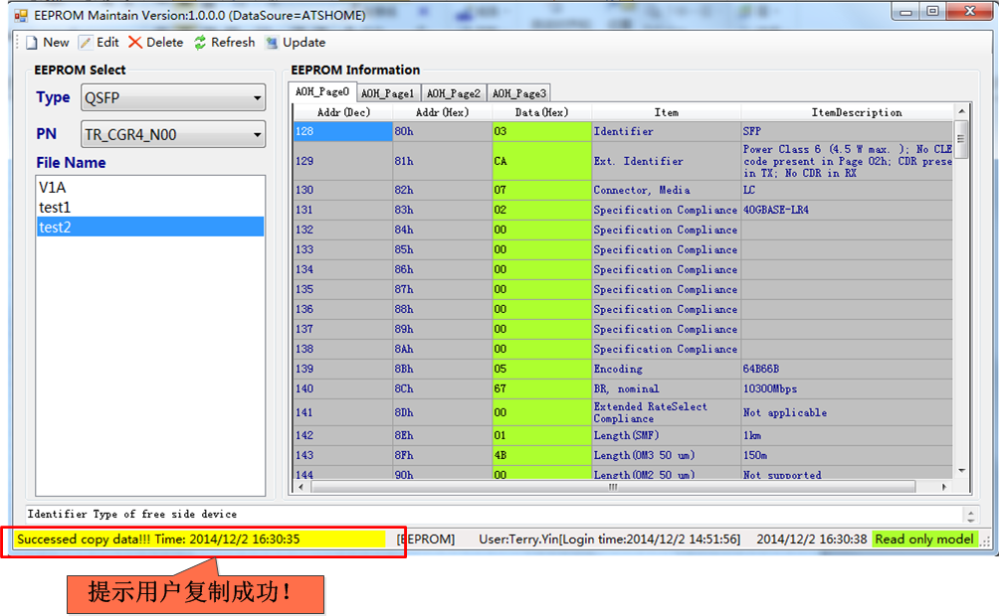 EEPROM Maintain Version:1.0.0.0 (DataSoure=ATSHOME)
New Edit Delete Refresh Update
EEPROM Select
Type QSFP
PN TR_CGR4_N00
File Name
V1A
test1
test2
EEPROM Information
A0H_Page0 A0H_Page1 A0H_Page2 A0H_Page3
Addr(Dec) Addr(Hex) Data(Hex) Item ItemDescription
128 80h 03 Identifier SFP
129 81h CA Ext. Identifier Power Class 6 (4.5 W max. ); No CLE
code present in Page 02h; CDR prese
in TX; No CDR in RX
130 82h 07 Connector, Media LC
131 83h 02 Specification Compliance 40GBASE-LR4
132 84h 00 Specification Compliance
133 85h 00 Specification Compliance
134 86h 00 Specification Compliance
135 87h 00 Specification Compliance
136 88h 00 Specification Compliance
137 89h 00 Specification Compliance
138 8Ah 00 Specification Compliance
139 8Bh 05 Encoding 64B66B
140 8Ch 67 BR, nominal 10300Mbps
141 8Dh 00 Extended RateSelect
Compliance Not applicable
142 8Eh 01 Length(SMF) 1km
143 8Fh 4B Length(OM3 50 um) 150m
144 90h 00 Length(OM2 50 um) Not supported
Identifier Type of free side device
Successed copy data!!! Time: 2014/12/2 16:30:35 [EEPROM] User:Terry.Yin[Login time:2014/12/2 14:51:56] 2014/12/2 16:30:38 Read only model
提示用户复制成功！